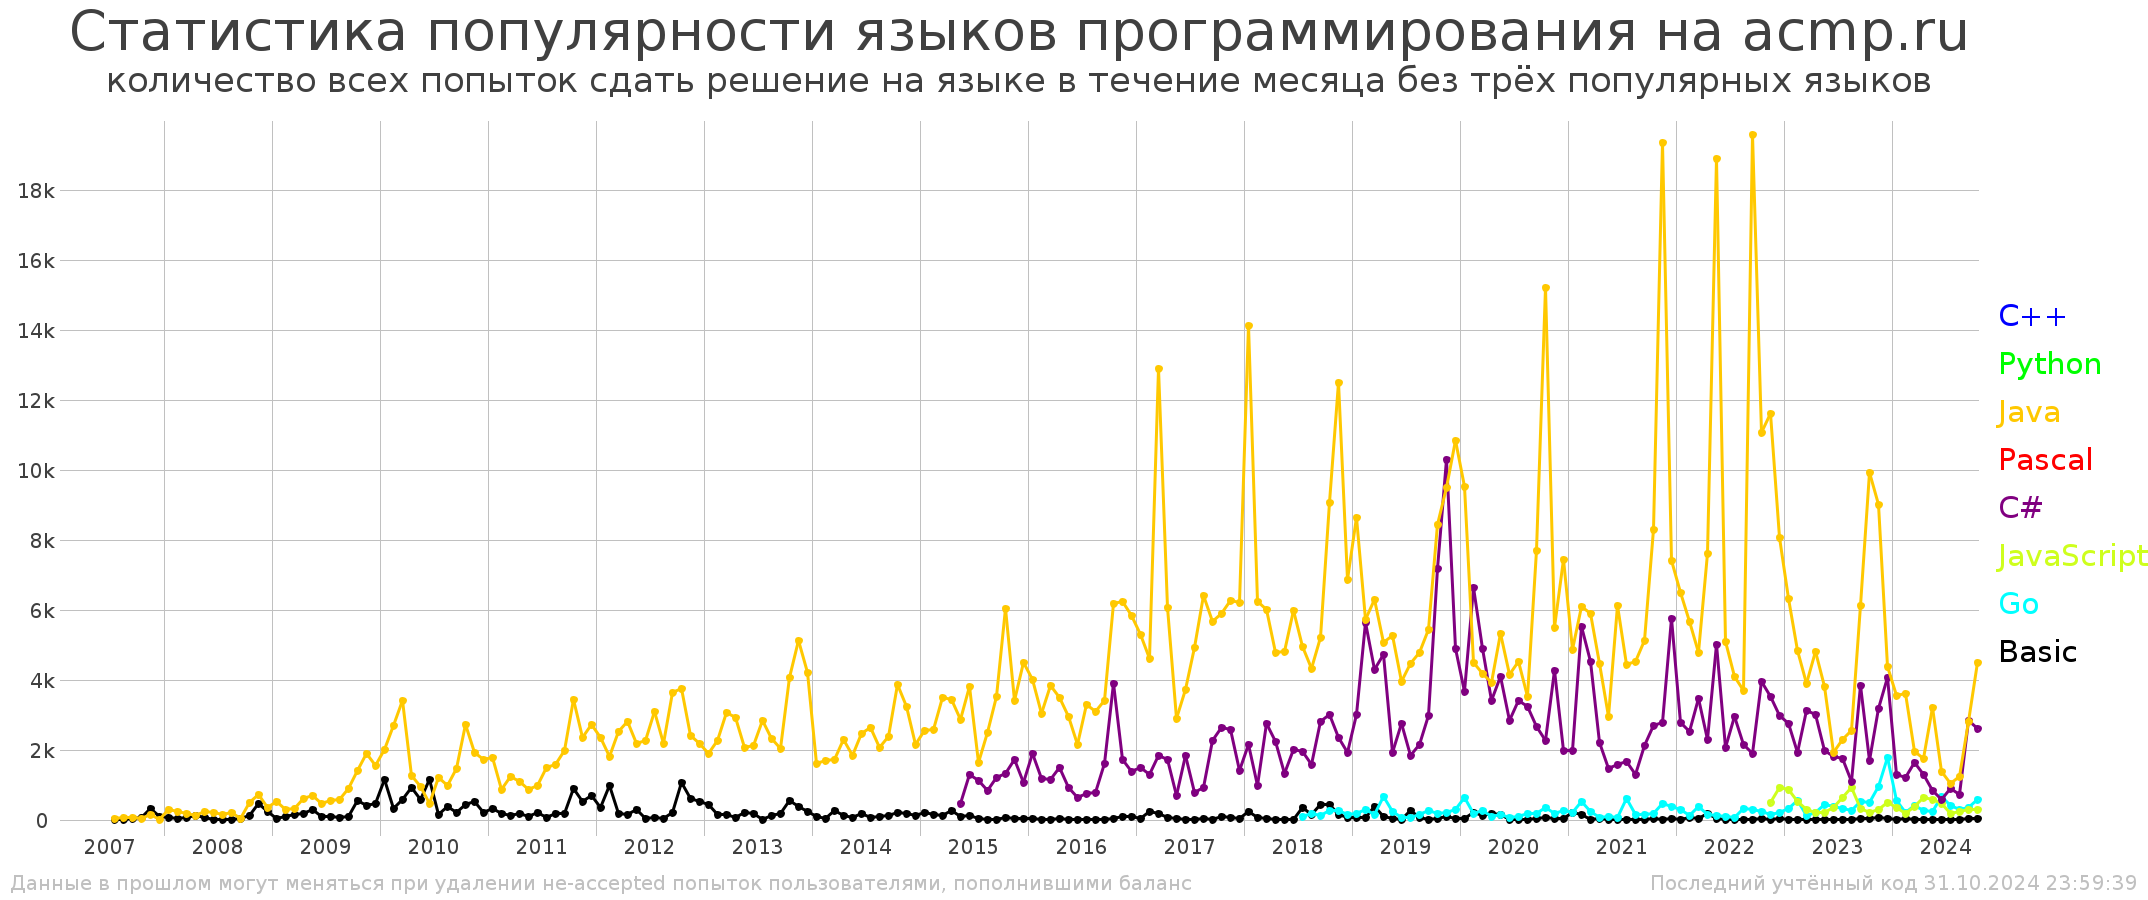 Статистика популярности языков программирования на acmp.ru
количество всех попыток сдать решение на языке в течение месяца без трёх популярных языков
18k
16k
14k
12k
10k
8k
6k
4k
2k
0
C++
Python
Java
Pascal
C#
JavaScript
Go
Basic
2007 2008 2009 2010 2011 2012 2013 2014 2015 2016 2017 2018 2019 2020 2021 2022 2023 2024
Данные в прошлом могут меняться при удалении не-accepted попыток пользователями, пополнившими баланс
Последний учтённый код 31.10.2024 23:59:39